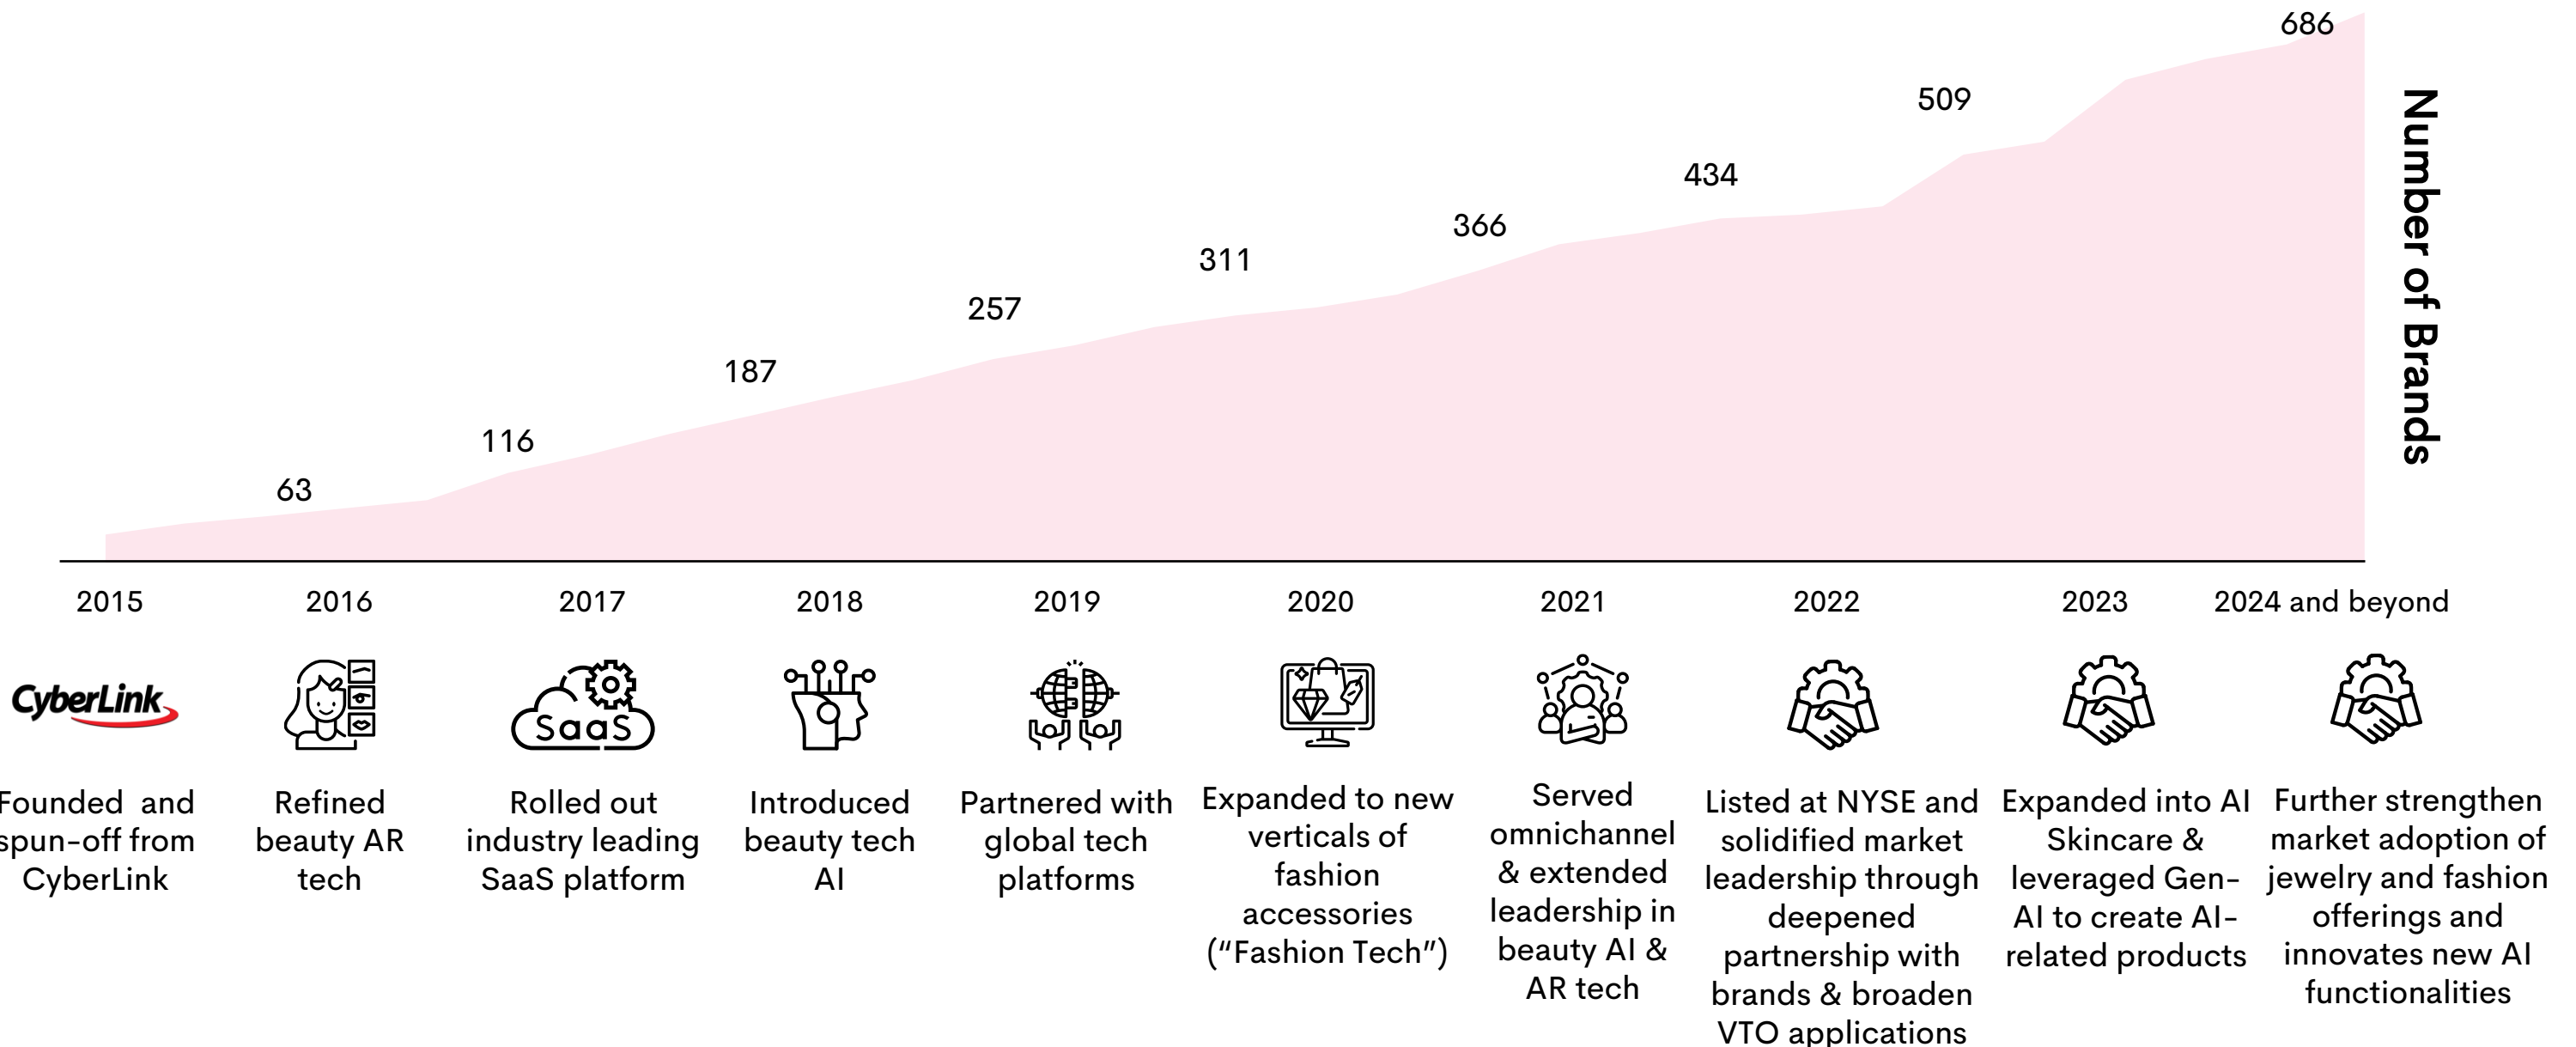 686
509
434
366
311
257
187
116
63
Number of Brands
2015
2016
2017
2018
2019
2020
2021
2022
2023
2024 and beyond
CyberLink
SaaS
Founded and
spun-off from
CyberLink
Refined
beauty AR
tech
Rolled out
industry leading
SaaS platform
Introduced
beauty tech
AI
Partnered with
global tech
platforms
Expanded to new
verticals of
fashion
accessories
(“Fashion Tech”)
Served
omnichannel
& extended
leadership in
beauty AI &
AR tech
Listed at NYSE and
solidified market
leadership through
deepened
partnership with
brands & broaden
VTO applications
Expanded into AI
Skincare &
leveraged Gen-
AI to create AI-
related products
Further strengthen
market adoption of
jewelry and fashion
offerings and
innovates new AI
functionalities